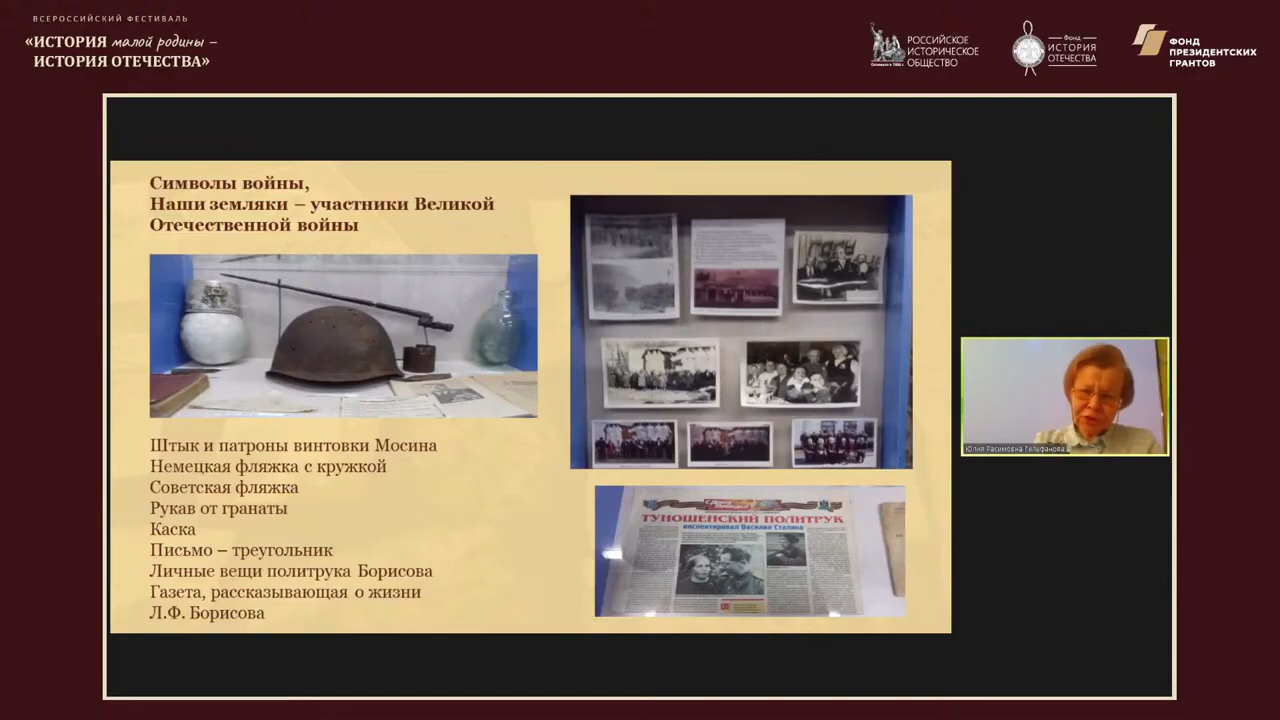 ВСЕРОССИЙСКИЙ ФЕСТИВАЛЬ
«ИСТОРИЯ малой родины –
ИСТОРИЯ ОТЕЧЕСТВА»
РОССИЙСКОЕ
ИСТОРИЧЕСКОЕ
ОБЩЕСТВО
Фонд
ИСТОРИЯ
ОТЕЧЕСТВА
ФОНД
ПРЕЗИДЕНТСКИХ
ГРАНТОВ
Символы войны,
Наши земляки – участники Великой
Отечественной войны
Штык и патроны винтовки Мосина
Немецкая фляжка с кружкой
Советская фляжка
Рукав от гранаты
Каска
Письмо – треугольник
Личные вещи политрука Борисова
Газета, рассказывающая о жизни
Л.Ф. Борисова
ТУНОШЕНСКИЙ ПОЛИТРУК
инспектировал Василия Сталина
Юлия Расимовна Гильфанова